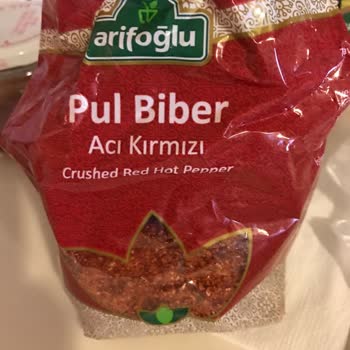 arifoğlu
Pul Biber
Acı Kırmızı
Crushed Red Hot Pepper